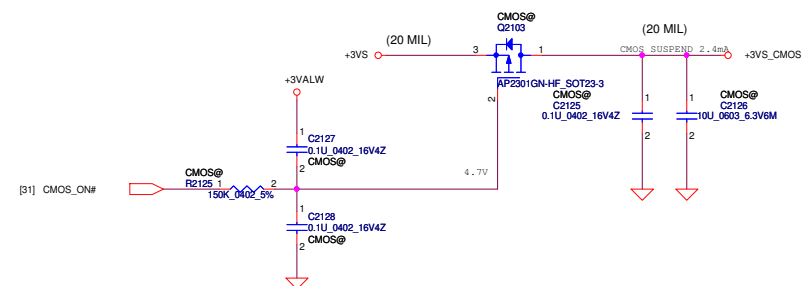 CMOS@
Q2103
(20 MIL)
(20 MIL)
+3VS
3
1
CMOS SUSPEND 2.4mA
+3VS_CMOS
+3VALW
AP2301GN-HF_SOT23-3
2
CMOS@
C2125
0.1U_0402_16V4Z
1
2
CMOS@
C2126
10U_0603_6.3V6M
1
2
1
C2127
0.1U_0402_16V4Z
2
CMOS@
4.7V
[31] CMOS_ON#
CMOS@
R2125
1
2
150K_0402_5%
1
C2128
0.1U_0402_16V4Z
2
CMOS@